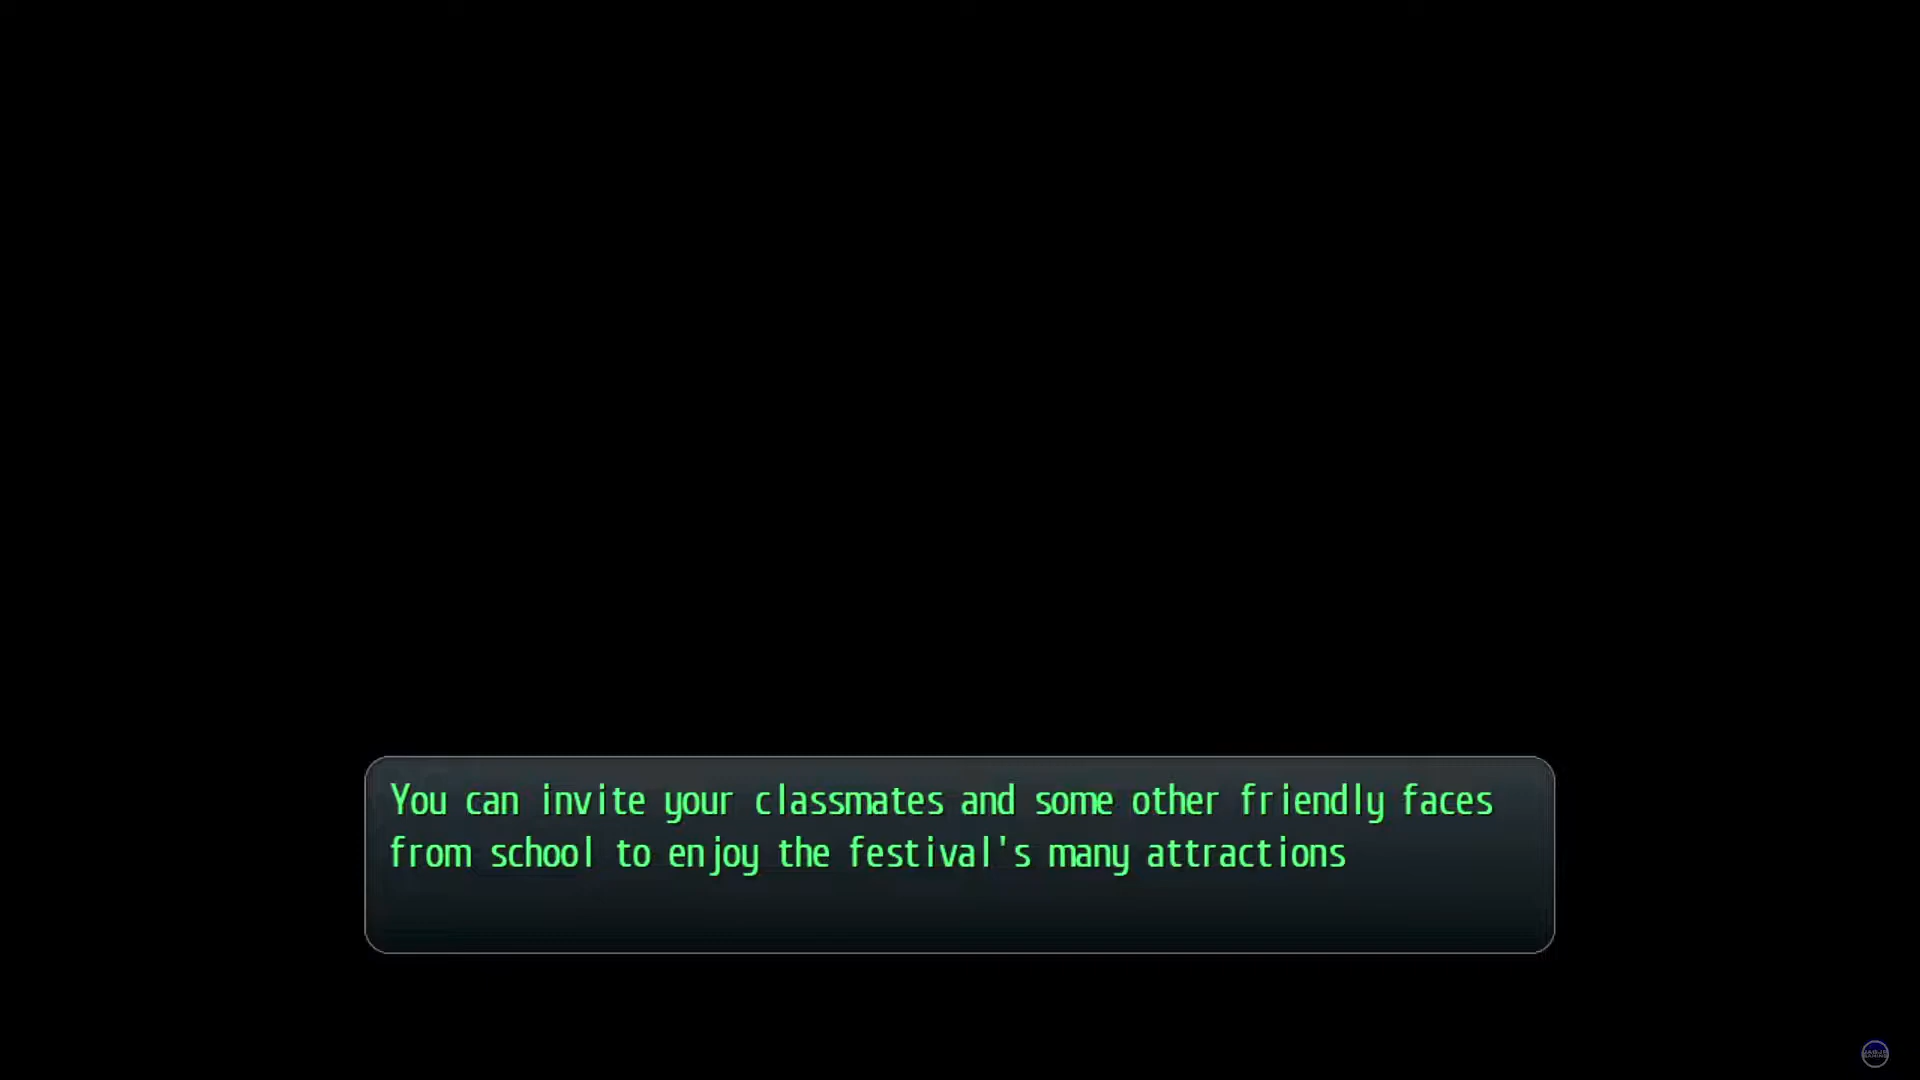 You can invite your classmates and some other friendly faces
from school to enjoy the festival's many attractions